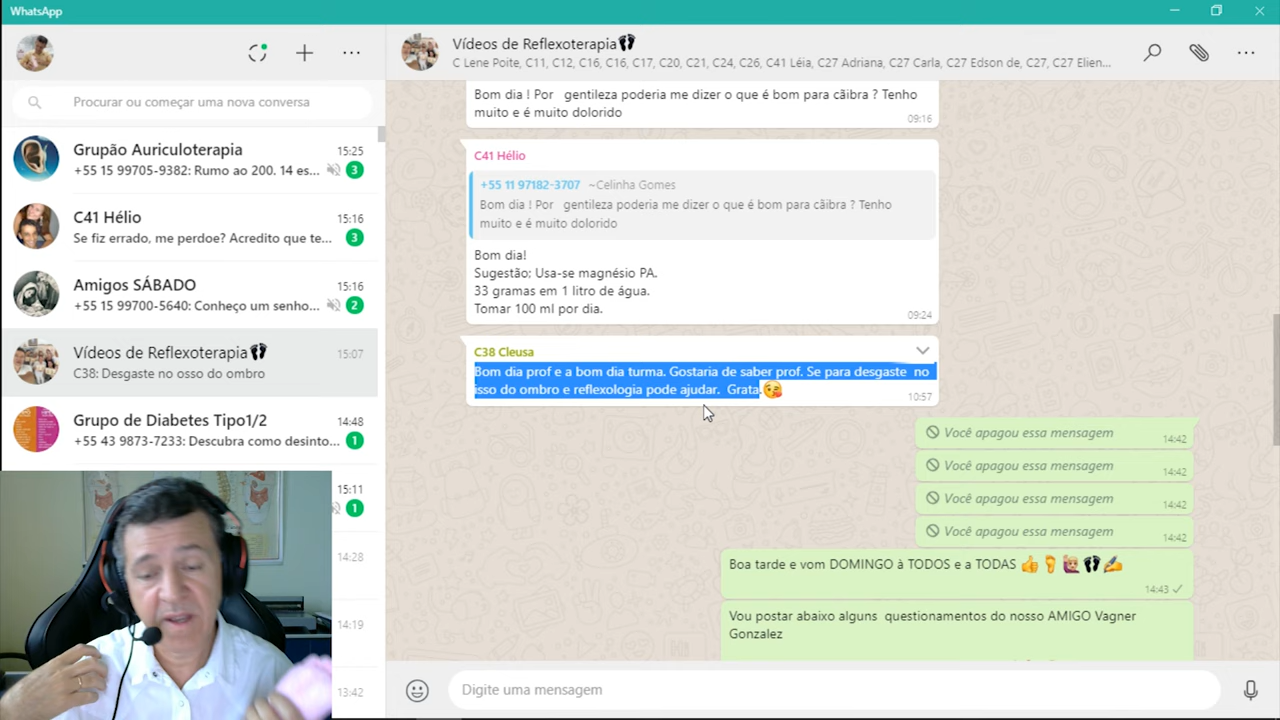 WhatsApp
Procurar ou começar uma nova conversa
Grupão Auriculoterapia
15:25
+55 15 99705-9382: Rumo ao 200. 14 es...
3
C41 Hélio
15:16
Se fiz errado, me perdoe? Acredito que te...
3
Amigos SÁBADO
15:16
+55 15 99700-5640: Conheço um senho...
2
Vídeos de Reflexoterapia👣
15:07
C38: Desgaste no osso do ombro
Grupo de Diabetes Tipo1/2
14:48
+55 43 9873-7233: Descubra como desinto...
1
15:11
1
14:28
14:19
13:42
Vídeos de Reflexoterapia👣
C Lene Poite, C11, C12, C16, C16, C17, C20, C21, C24, C26, C41 Léia, C27 Adriana, C27 Carla, C27 Edson de, C27, C27 Elien...
Bom dia ! Por gentileza poderia me dizer o que é bom para cãibra ? Tenho
muito e é muito dolorido
09:16
C41 Hélio
+55 11 97182-3707 ~Celinha Gomes
Bom dia ! Por gentileza poderia me dizer o que é bom para cãibra ? Tenho
muito e é muito dolorido
Bom dia!
Sugestão: Usa-se magnésio PA.
33 gramas em 1 litro de água.
Tomar 100 ml por dia.
09:24
C38 Cleusa
Bom dia prof e a bom dia turma. Gostaria de saber prof. Se para desgaste no
isso do ombro e reflexologia pode ajudar. Grata.😘
10:57
Você apagou essa mensagem
14:42
Você apagou essa mensagem
14:42
Você apagou essa mensagem
14:42
Você apagou essa mensagem
14:42
Boa tarde e vom DOMINGO à TODOS e a TODAS 👍🦶🙋👣✍
14:43
Vou postar abaixo alguns questionamentos do nosso AMIGO Vagner
Gonzalez
Digite uma mensagem